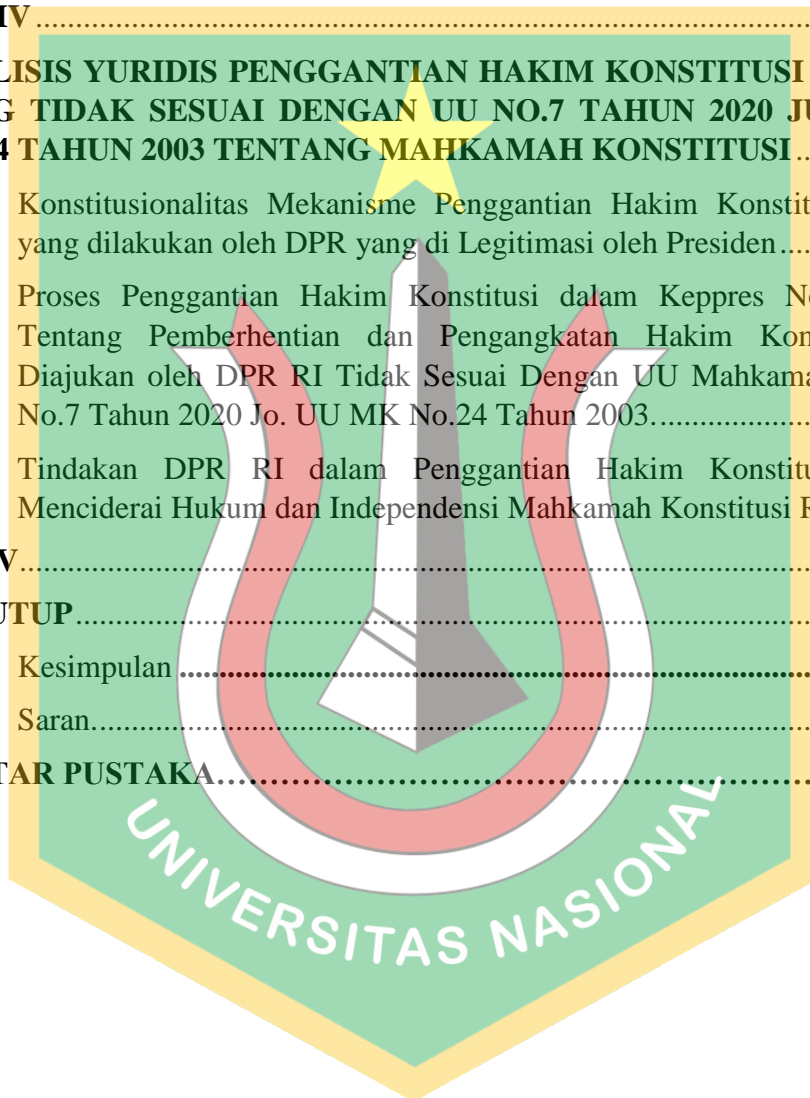 IV....................
LISIS YURIDIS PENGGANTIAN HAKIM KONSTITUSI
G TIDAK SESUAI DENGAN UU NO.7 TAHUN 2020 JU
4 TAHUN 2003 TENTANG MAHKAMAH KONSTITUSI..
Konstitusionalitas Mekanisme Penggantian Hakim Konstitu
yang dilakukan oleh DPR yang di Legitimasi oleh Presiden.....
Proses Penggantian Hakim Konstitusi dalam Keppres No
Tentang Pemberhentian dan Pengangkatan Hakim Kon
Diajukan oleh DPR RI Tidak Sesuai Dengan UU Mahkama
No.7 Tahun 2020 Jo. UU MK No.24 Tahun 2003.....................
Tindakan DPR RI dalam Penggantian Hakim Konstitu
Menciderai Hukum dan Independensi Mahkamah Konstitusi R
V....................
UTUP....................
Kesimpulan ....................
Saran....................
TAR PUSTAKA....................
UNIVERSITAS NASIONAL